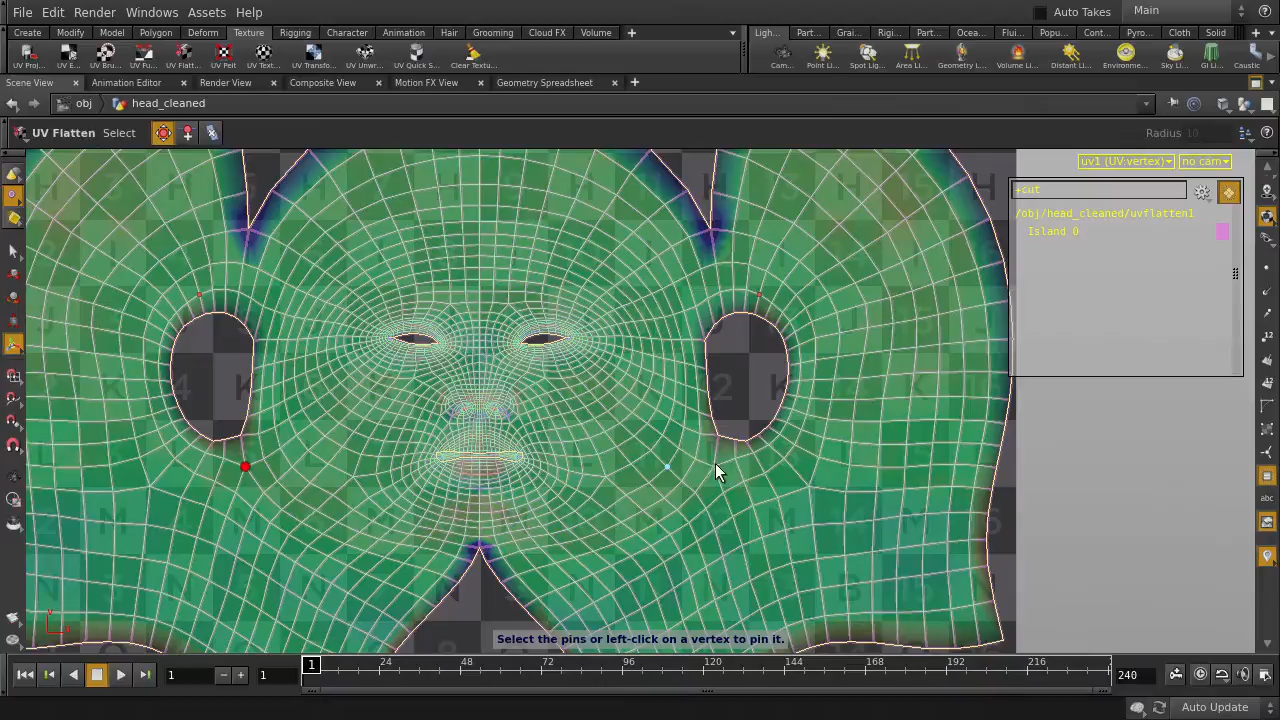 File Edit Render Windows Assets Help
Auto Takes Main
Create Modify Model Polygon Deform Texture Rigging Character Animation Hair Grooming Cloud FX Volume
Ligh... Part... Grai... Rigi... Part... Ocea... Flui... Popu... Cont... Pyro... Cloth Solid
UV Proj... UV E... UV Bru... UV Fu... UV Flatt... UV Pelt UV Text... UV Transfo... UV Unwr... UV Quick S... Clear Textu...
Cam... Point Li... Spot Lig... Area Li... Geometry L... Volume Li... Distant Li... Environme... Sky Li... GI Li... Caustic
Scene View Animation Editor Render View Composite View Motion FX View Geometry Spreadsheet
obj head_cleaned
UV Flatten Select
Radius 10
uv1 (UV:vertex) no cam
+cut
/obj/head_cleaned/uvflatten1
Island 0
12
12
abc
Select the pins or left-click on a vertex to pin it.
1 1
1 24 48 72 96 120 144 168 192 216
240
Auto Update